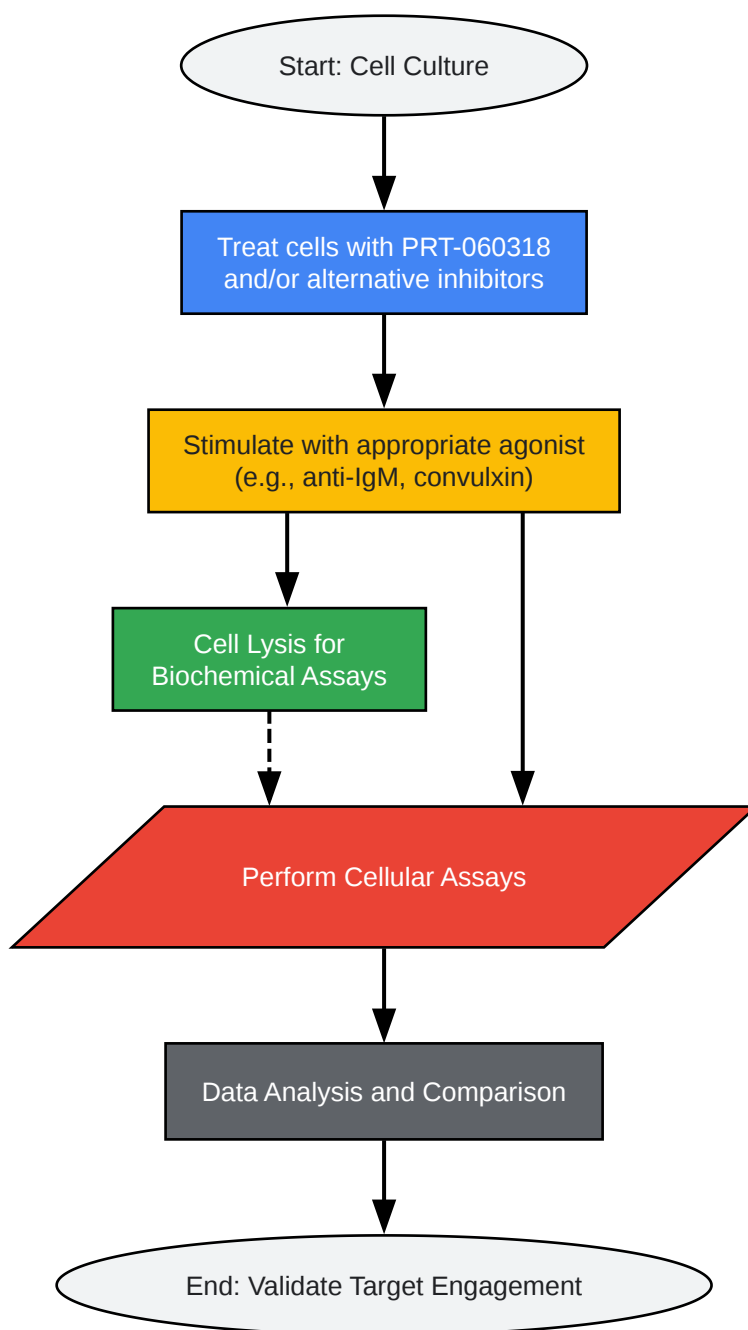 Start: Cell Culture
Treat cells with PRT-060318
and/or alternative inhibitors
Stimulate with appropriate agonist
(e.g., anti-IgM, convulxin)
Cell Lysis for
Biochemical Assays
Perform Cellular Assays
Data Analysis and Comparison
End: Validate Target Engagement